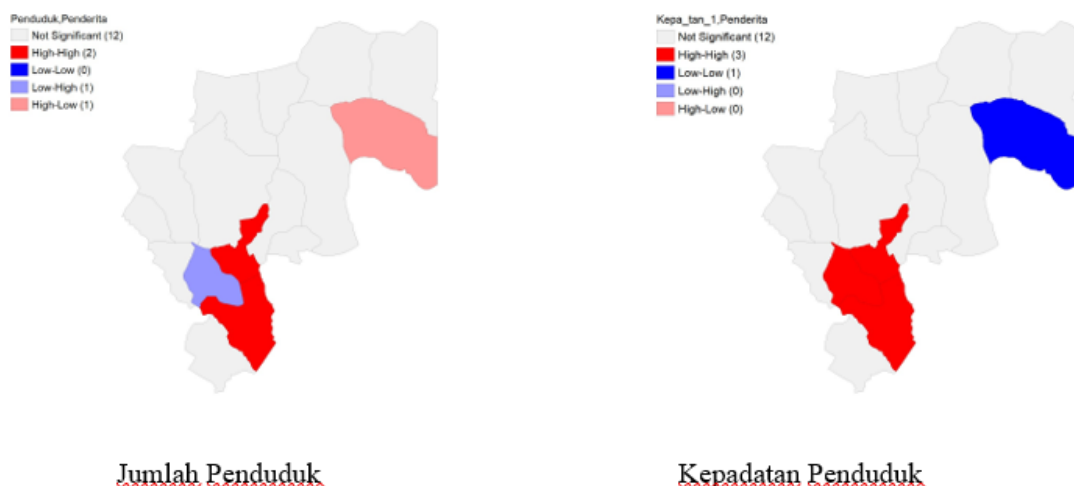 Penduduk,Penderita
Not Significant (12)
High-High (2)
Low-Low (0)
Low-High (1)
High-Low (1)
Kepa_tan_1,Penderita
Not Significant (12)
High-High (3)
Low-Low (1)
Low-High (0)
High-Low (0)
Jumlah Penduduk
Kepadatan Penduduk